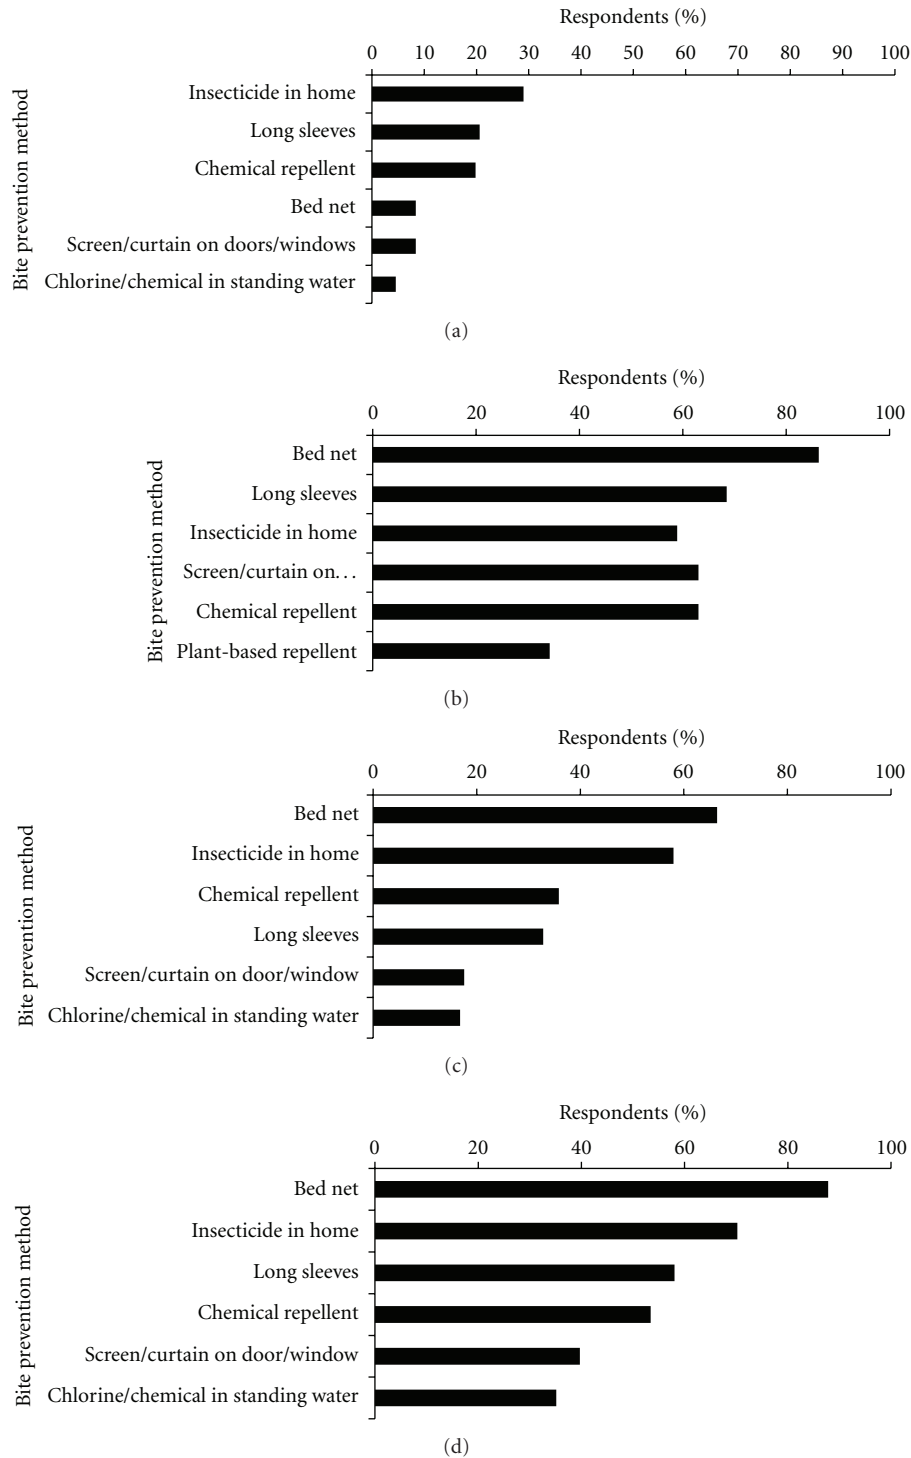 Respondents (%)
0 10 20 30 40 50 60 70 80 90 100
Bite prevention method
Insecticide in home
Long sleeves
Chemical repellent
Bed net
Screen/curtain on doors/windows
Chlorine/chemical in standing water
(a)
Respondents (%)
0 20 40 60 80 100
Bite prevention method
Bed net
Long sleeves
Insecticide in home
Screen/curtain on...
Chemical repellent
Plant-based repellent
(b)
Respondents (%)
0 20 40 60 80 100
Bite prevention method
Bed net
Insecticide in home
Chemical repellent
Long sleeves
Screen/curtain on door/window
Chlorine/chemical in standing water
(c)
Respondents (%)
0 20 40 60 80 100
Bite prevention method
Bed net
Insecticide in home
Long sleeves
Chemical repellent
Screen/curtain on door/window
Chlorine/chemical in standing water
(d)